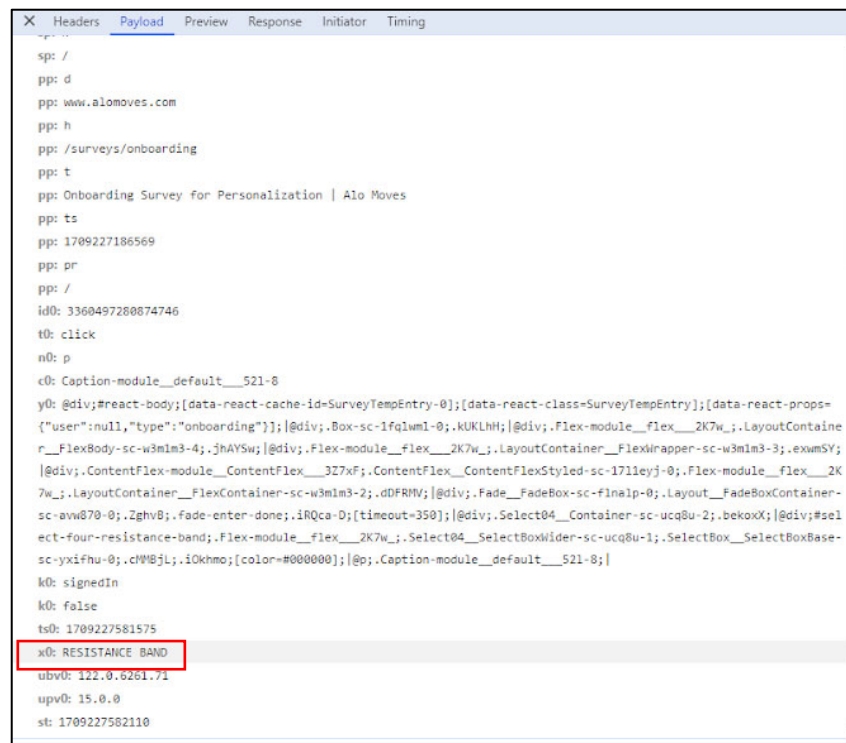 Headers Payload Preview Response Initiator Timing
sp: /
pp: d
pp: www.alomoves.com
pp: h
pp: /surveys/onboarding
pp: t
pp: Onboarding Survey for Personalization | Alo Moves
pp: ts
pp: 1709227186569
pp: pr
pp: /
id0: 3360497280874746
t0: click
n0: p
c0: Caption-module__default___52l-8
y0: @div;#react-body;[data-react-cache-id=SurveyTempEntry-0];[data-react-class=SurveyTempEntry];[data-react-props=
{"user":null,"type":"onboarding"}];|@div;.Box-sc-1fqlwml-0;.kUKLhH;|@div;.Flex-module__flex___2K7w_;.LayoutContaine
r__FlexBody-sc-w3m1m3-4;.jhAYSw;|@div;.Flex-module__flex___2K7w_;.LayoutContainer__FlexWrapper-sc-w3m1m3-3;.exwmSY;
|@div;.ContentFlex-module__ContentFlex___3Z7xF;.ContentFlex__ContentFlexStyled-sc-17l1eyj-0;.Flex-module__flex___2K
7w_;.LayoutContainer__FlexContainer-sc-w3m1m3-2;.dDFRMV;|@div;.Fade__FadeBox-sc-f1na1p-0;.Layout__FadeBoxContainer-
sc-avw870-0;.ZghvB;.fade-enter-done;.iRQca-D;[timeout=350];|@div;.Select04__Container-sc-ucq8u-2;.bekoxX;|@div;#sel
ect-four-resistance-band;.Flex-module__flex___2K7w_;.Select04__SelectBoxWider-sc-ucq8u-1;.SelectBox__SelectBoxBase-
sc-yxifhu-0;.cMMBjL;.iOkhmo;[color=#000000];|@p;.Caption-module__default___52l-8;|
k0: signedIn
k0: false
ts0: 1709227581575
x0: RESISTANCE BAND
ubv0: 122.0.6261.71
upv0: 15.0.0
st: 1709227582110